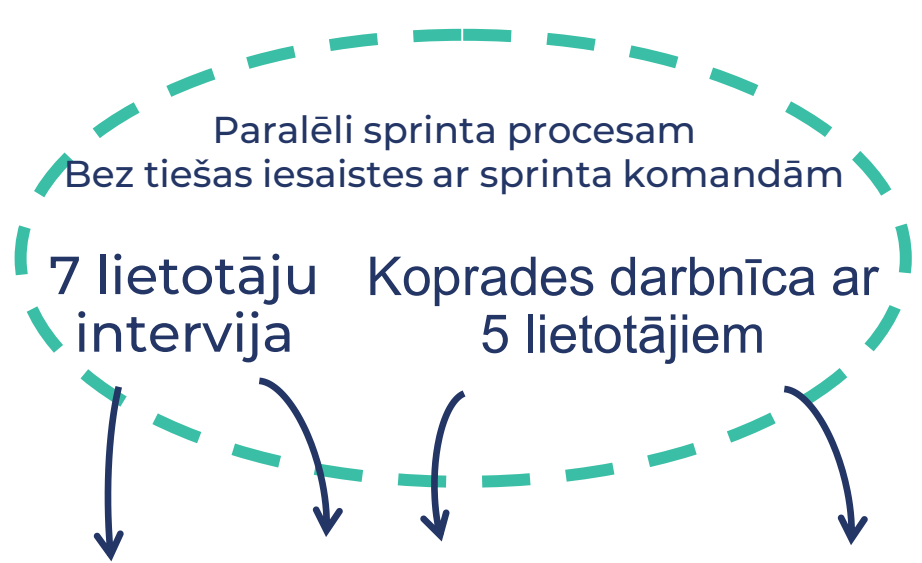 Paralēli sprinta procesam
Bez tiešas iesaistes ar sprinta komandām
7 lietotāju
intervija
Koprades darbnīca ar
5 lietotājiem